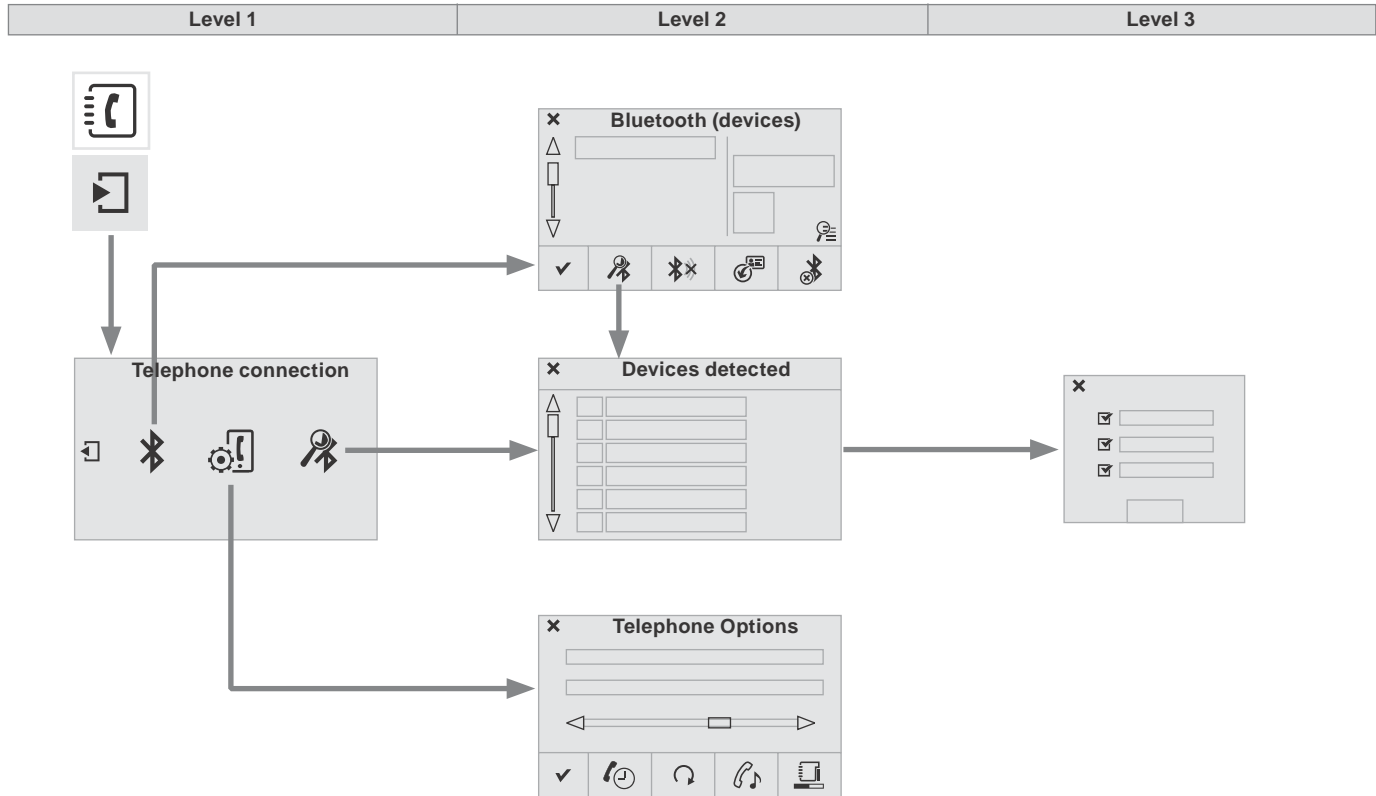 Level 1
Level 2
Level 3
Bluetooth (devices)
Telephone connection
Devices detected
Telephone Options